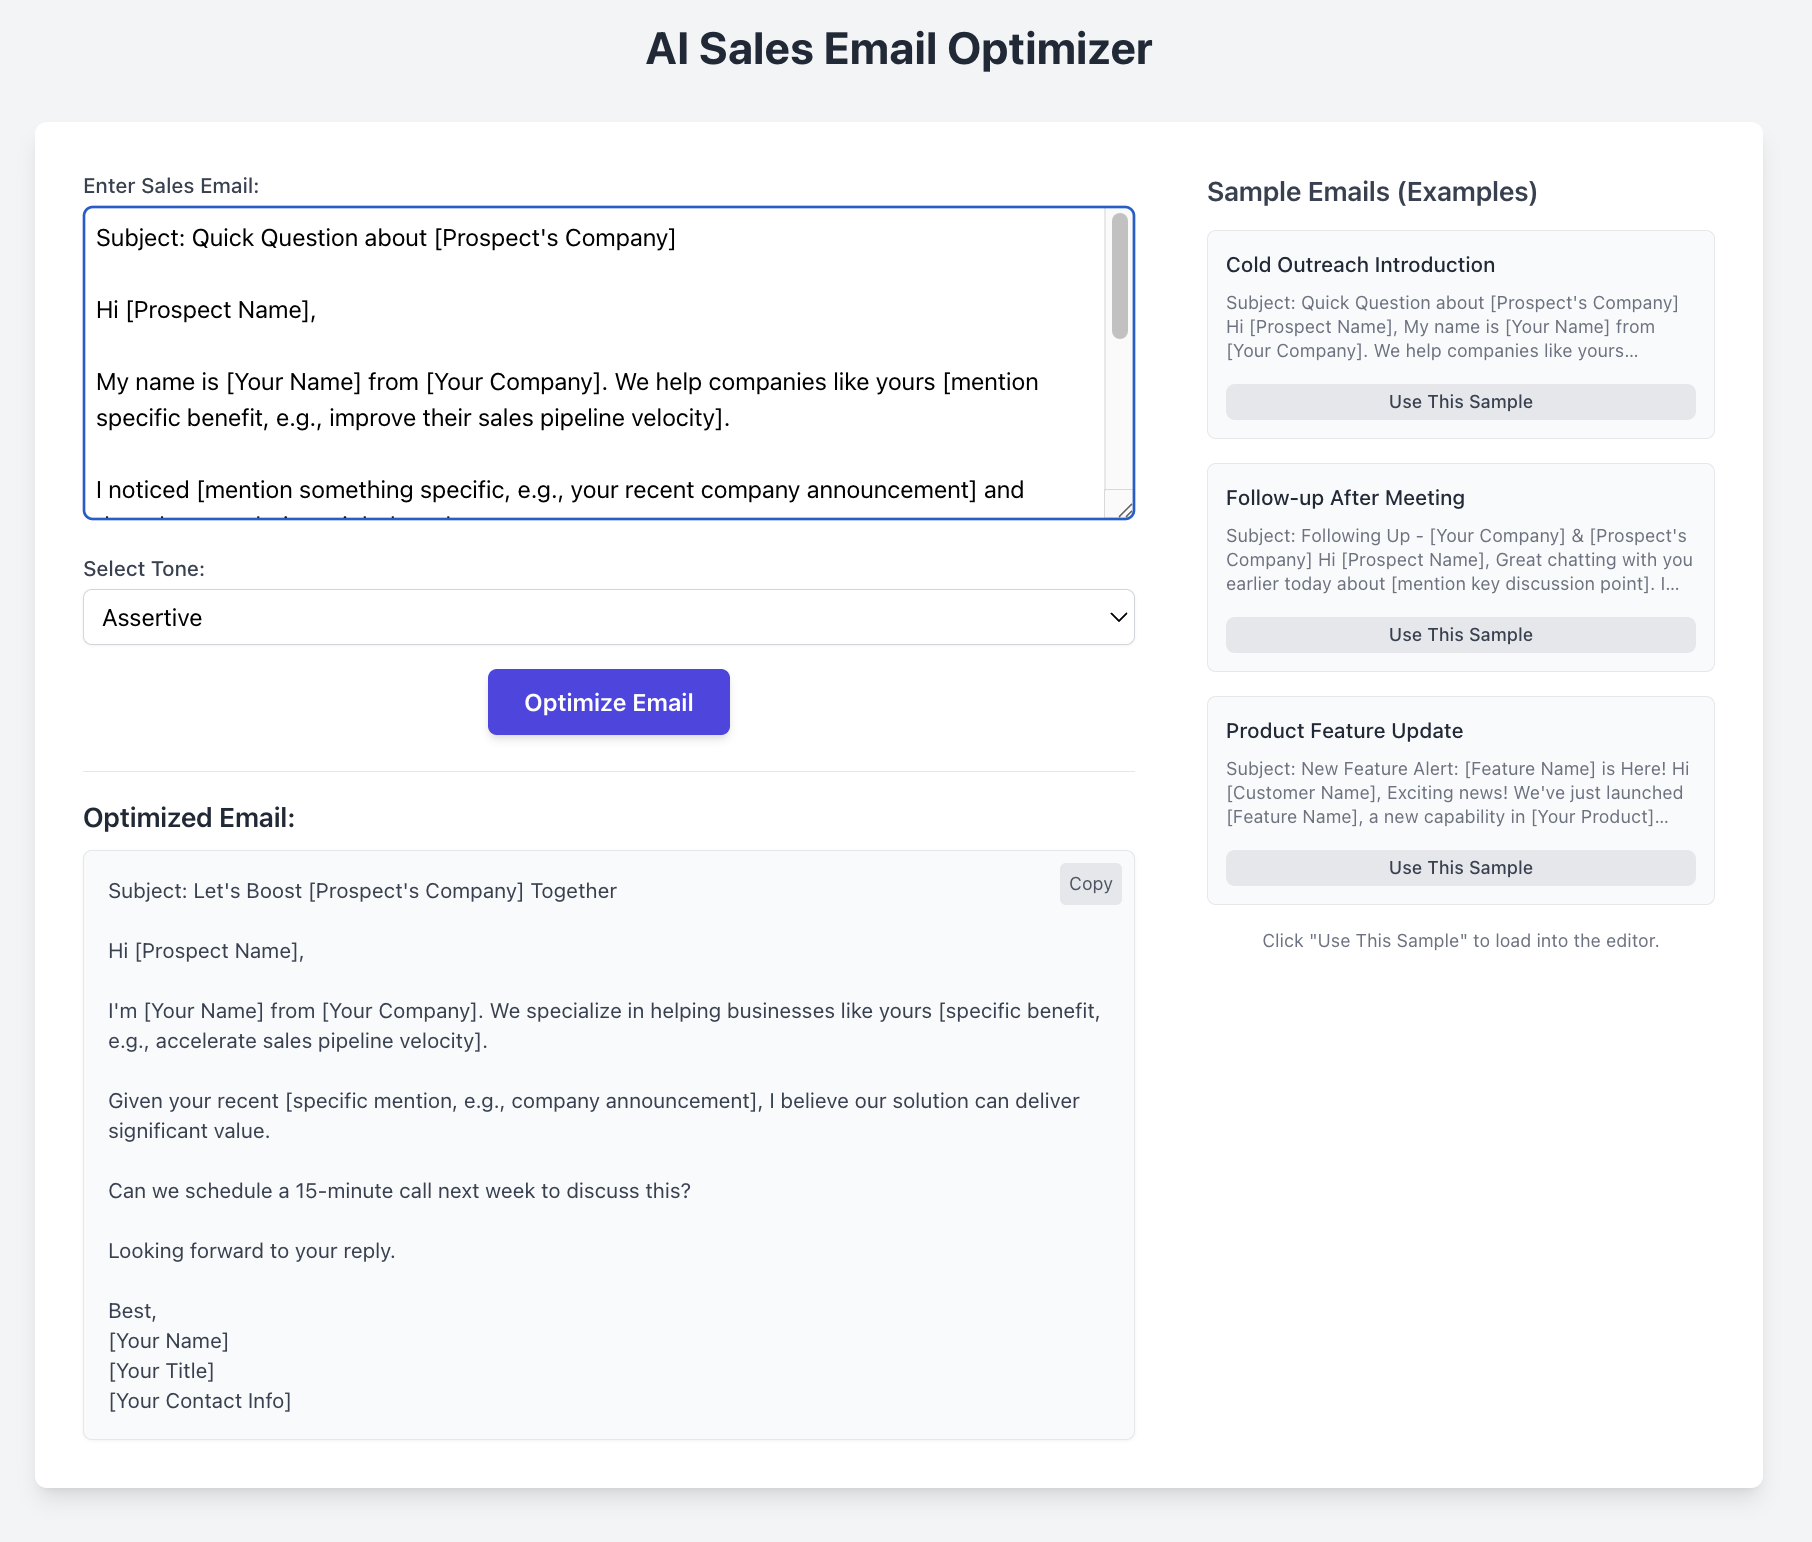 AI Sales Email Optimizer
Enter Sales Email:
Subject: Quick Question about [Prospect's Company]
Hi [Prospect Name],
My name is [Your Name] from [Your Company]. We help companies like yours [mention
specific benefit, e.g., improve their sales pipeline velocity].
I noticed [mention something specific, e.g., your recent company announcement] and
Select Tone:
Assertive
Optimize Email
Optimized Email:
Copy
Subject: Let's Boost [Prospect's Company] Together
Hi [Prospect Name],
I'm [Your Name] from [Your Company]. We specialize in helping businesses like yours [specific benefit,
e.g., accelerate sales pipeline velocity].
Given your recent [specific mention, e.g., company announcement], I believe our solution can deliver
significant value.
Can we schedule a 15-minute call next week to discuss this?
Looking forward to your reply.
Best,
[Your Name]
[Your Title]
[Your Contact Info]
Sample Emails (Examples)
Cold Outreach Introduction
Subject: Quick Question about [Prospect's Company]
Hi [Prospect Name], My name is [Your Name] from
[Your Company]. We help companies like yours...
Use This Sample
Follow-up After Meeting
Subject: Following Up - [Your Company] & [Prospect's
Company] Hi [Prospect Name], Great chatting with you
earlier today about [mention key discussion point]. I...
Use This Sample
Product Feature Update
Subject: New Feature Alert: [Feature Name] is Here! Hi
[Customer Name], Exciting news! We've just launched
[Feature Name], a new capability in [Your Product]...
Use This Sample
Click "Use This Sample" to load into the editor.